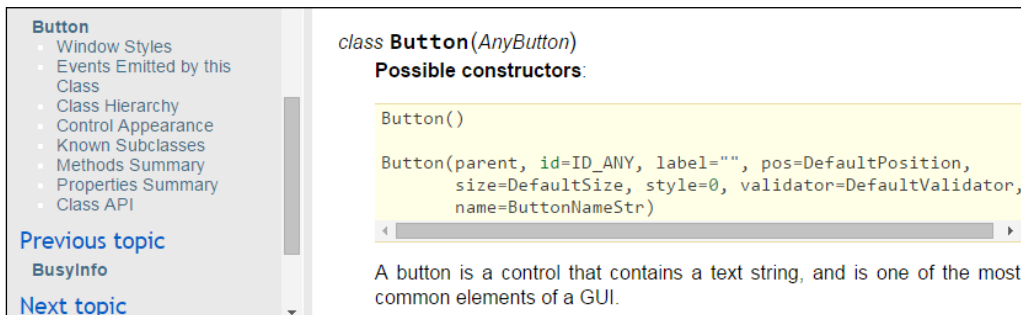 Button
Window Styles
Events Emitted by this
Class
Class Hierarchy
Control Appearance
Known Subclasses
Methods Summary
Properties Summary
Class API
Previous topic
BusyInfo
Next topic
class Button(AnyButton)
Possible constructors:
Button()
Button(parent, id=ID_ANY, label="", pos=DefaultPosition,
size=DefaultSize, style=0, validator=DefaultValidator,
name=ButtonNameStr)
A button is a control that contains a text string, and is one of the most
common elements of a GUI.